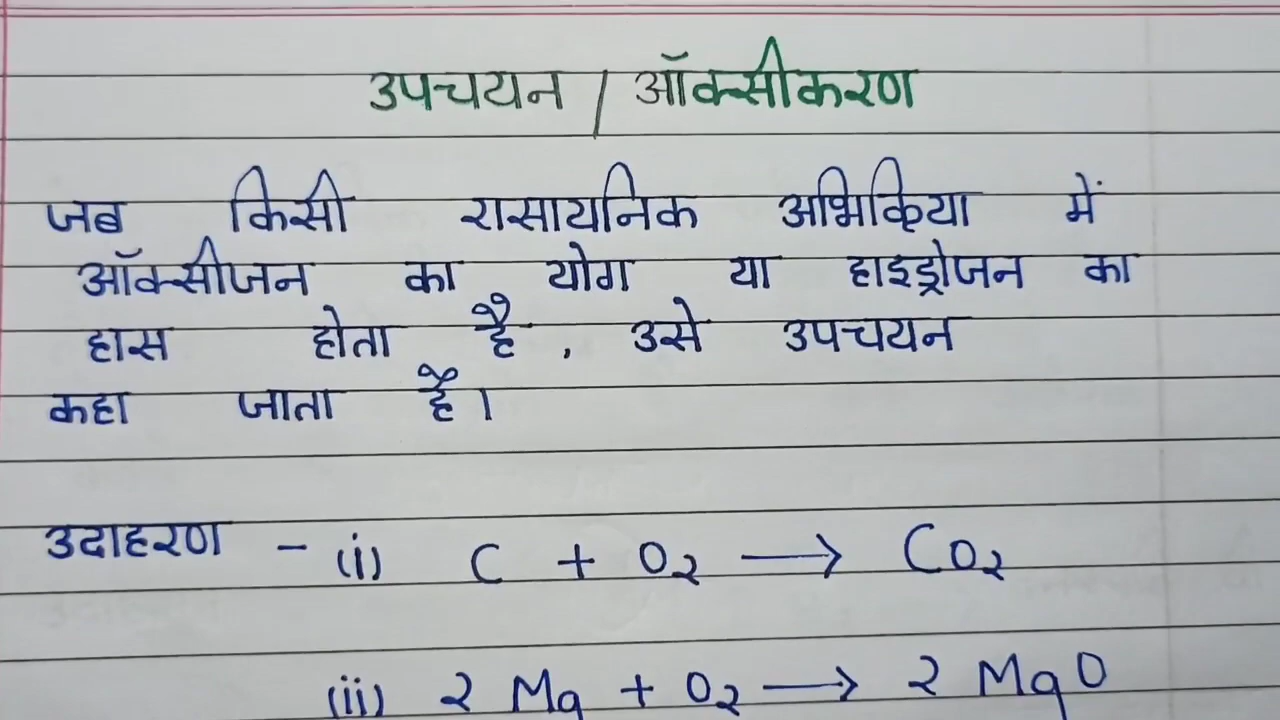 उपचयन / ऑक्सीकरण
जब किसी रासायनिक अभिक्रिया में
ऑक्सीजन का योग या हाइड्रोजन का
हास होता है , उसे उपचयन
कहा जाता है।
उदाहरण - (i) C + O₂ ⟶ CO₂
(ii) 2 Mg + O₂ ⟶ 2 MgO